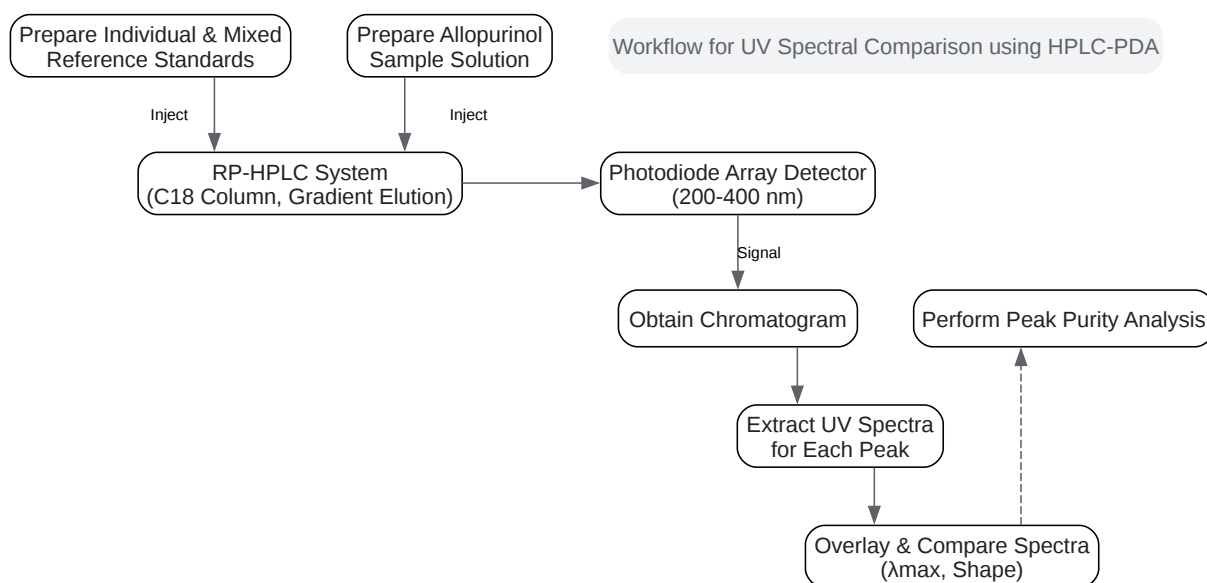 Prepare Individual & Mixed
Reference Standards
Prepare Allopurinol
Sample Solution
Workflow for UV Spectral Comparison using HPLC-PDA
Inject
Inject
RP-HPLC System
(C18 Column, Gradient Elution)
Photodiode Array Detector
(200-400 nm)
Signal
Obtain Chromatogram
Perform Peak Purity Analysis
Extract UV Spectra
for Each Peak
Overlay & Compare Spectra
(λmax, Shape)